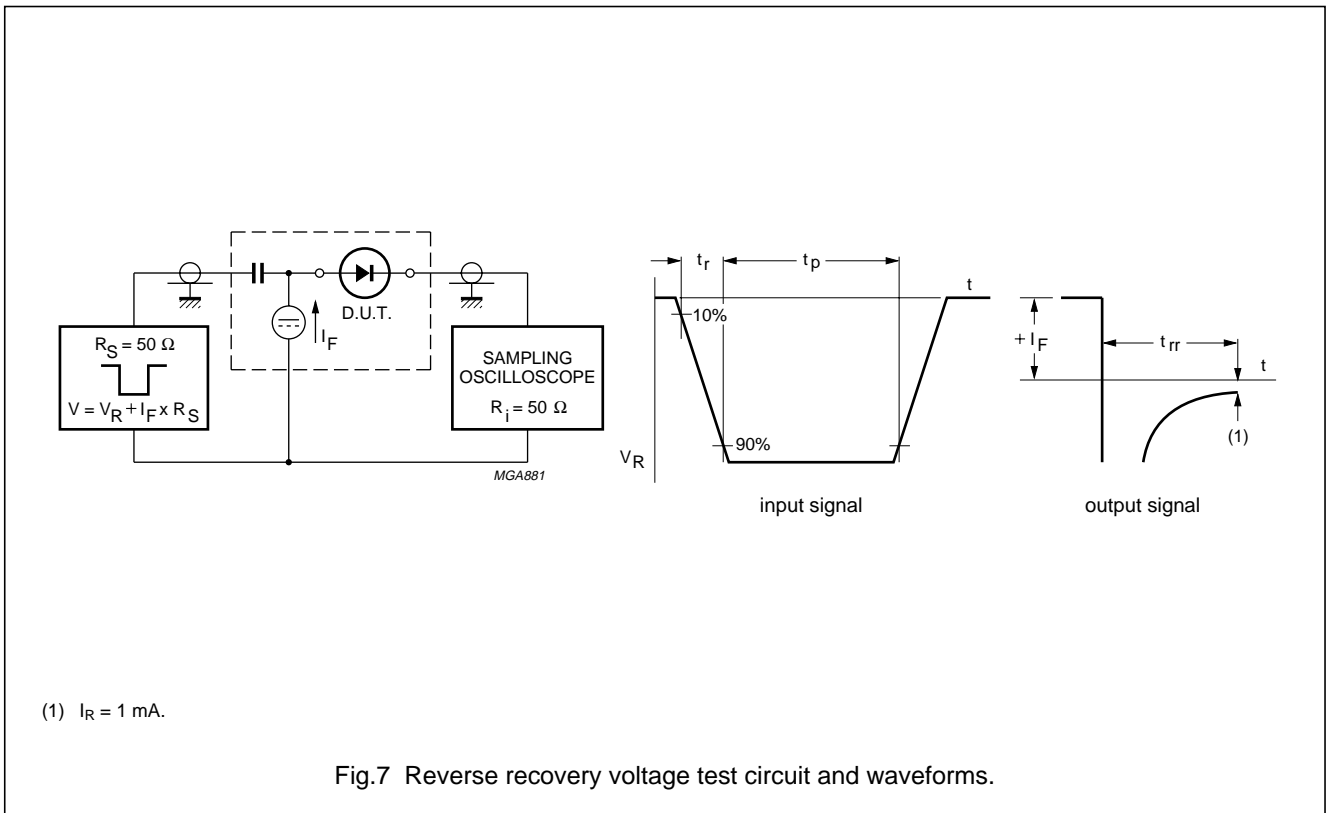 R_S = 50 Ω
V = V_R + I_F x R_S
I_F
D.U.T.
SAMPLING
OSCILLOSCOPE
R_i = 50 Ω
MGA881
t_r
t_p
t
10%
90%
V_R
input signal
+ I_F
t_rr
t
(1)
output signal
(1) I_R = 1 mA.
Fig.7 Reverse recovery voltage test circuit and waveforms.